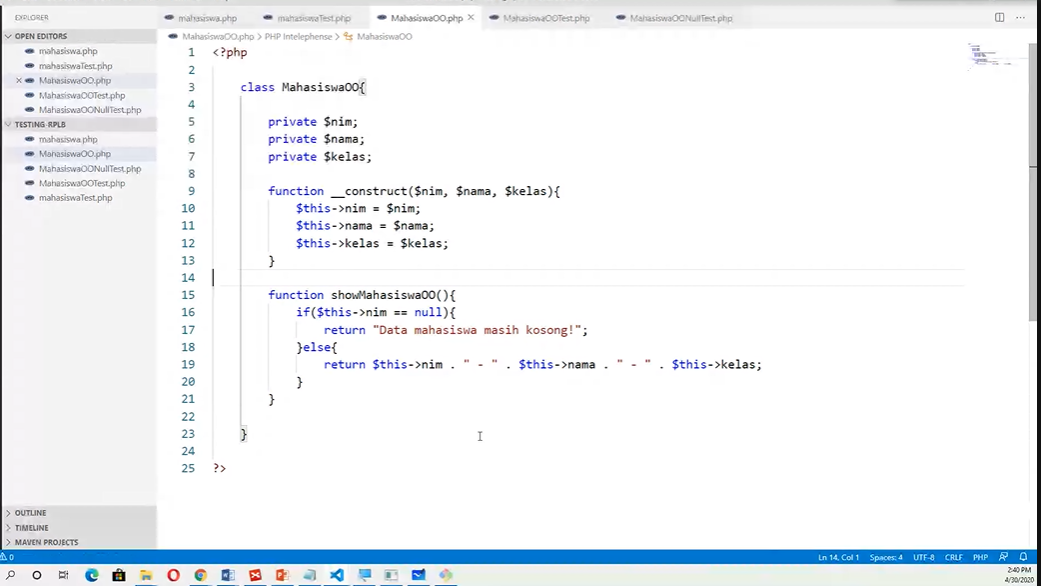 EXPLORER
OPEN EDITORS
mahasiswa.php
mahasiswaTest.php
MahasiswaOO.php
MahasiswaOOTest.php
MahasiswaOONullTest.php
TESTING-RPLB
mahasiswa.php
MahasiswaOO.php
MahasiswaOONullTest.php
MahasiswaOOTest.php
mahasiswaTest.php
OUTLINE
TIMELINE
MAVEN PROJECTS
mahasiswa.php mahasiswaTest.php MahasiswaOO.php MahasiswaOOTest.php MahasiswaOONullTest.php
MahasiswaOO.php > PHP Intelephense > MahasiswaOO
1 <?php
2
3 class MahasiswaOO{
4
5 private $nim;
6 private $nama;
7 private $kelas;
8
9 function __construct($nim, $nama, $kelas){
10 $this->nim = $nim;
11 $this->nama = $nama;
12 $this->kelas = $kelas;
13 }
14
15 function showMahasiswaOO(){
16 if($this->nim == null){
17 return "Data mahasiswa masih kosong!";
18 }else{
19 return $this->nim . " - " . $this->nama . " - " . $this->kelas;
20 }
21 }
22
23 }
24
25 ?>
0 Ln 14, Col 1 Spaces: 4 UTF-8 CRLF PHP
2:40 PM
4/30/2020